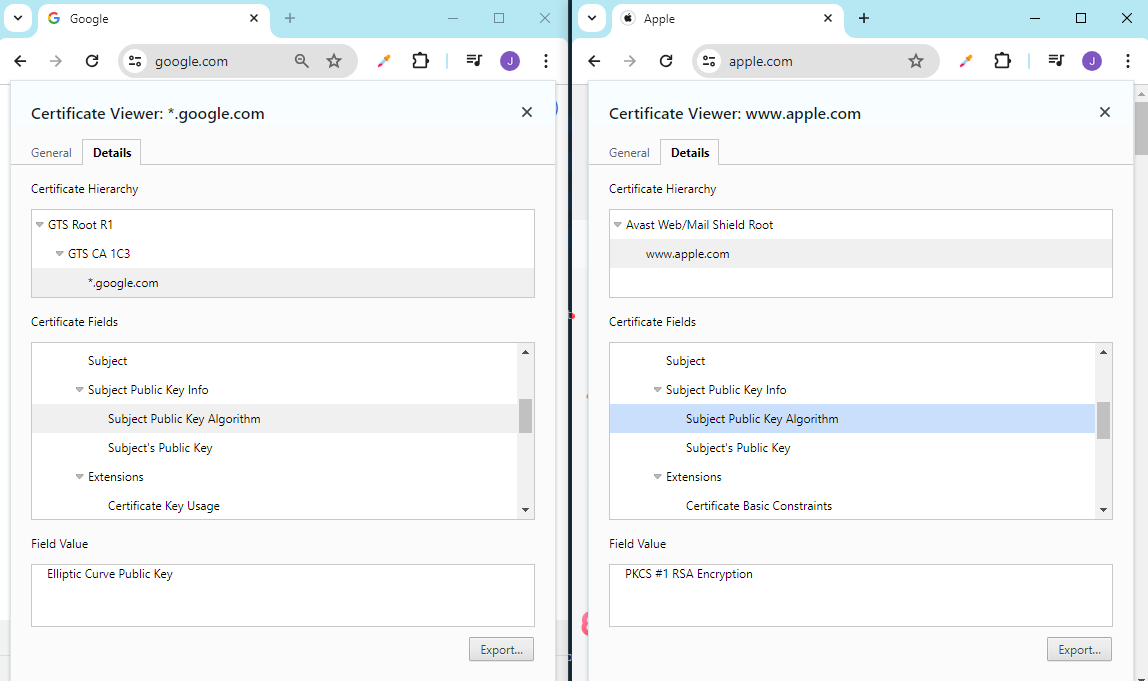 Google
google.com
J
Certificate Viewer: *.google.com
General
Details
Certificate Hierarchy
GTS Root R1
GTS CA 1C3
*.google.com
Certificate Fields
Subject
Subject Public Key Info
Subject Public Key Algorithm
Subject's Public Key
Extensions
Certificate Key Usage
Field Value
Elliptic Curve Public Key
Export...
Apple
apple.com
J
Certificate Viewer: www.apple.com
General
Details
Certificate Hierarchy
Avast Web/Mail Shield Root
www.apple.com
Certificate Fields
Subject
Subject Public Key Info
Subject Public Key Algorithm
Subject's Public Key
Extensions
Certificate Basic Constraints
Field Value
PKCS #1 RSA Encryption
Export...